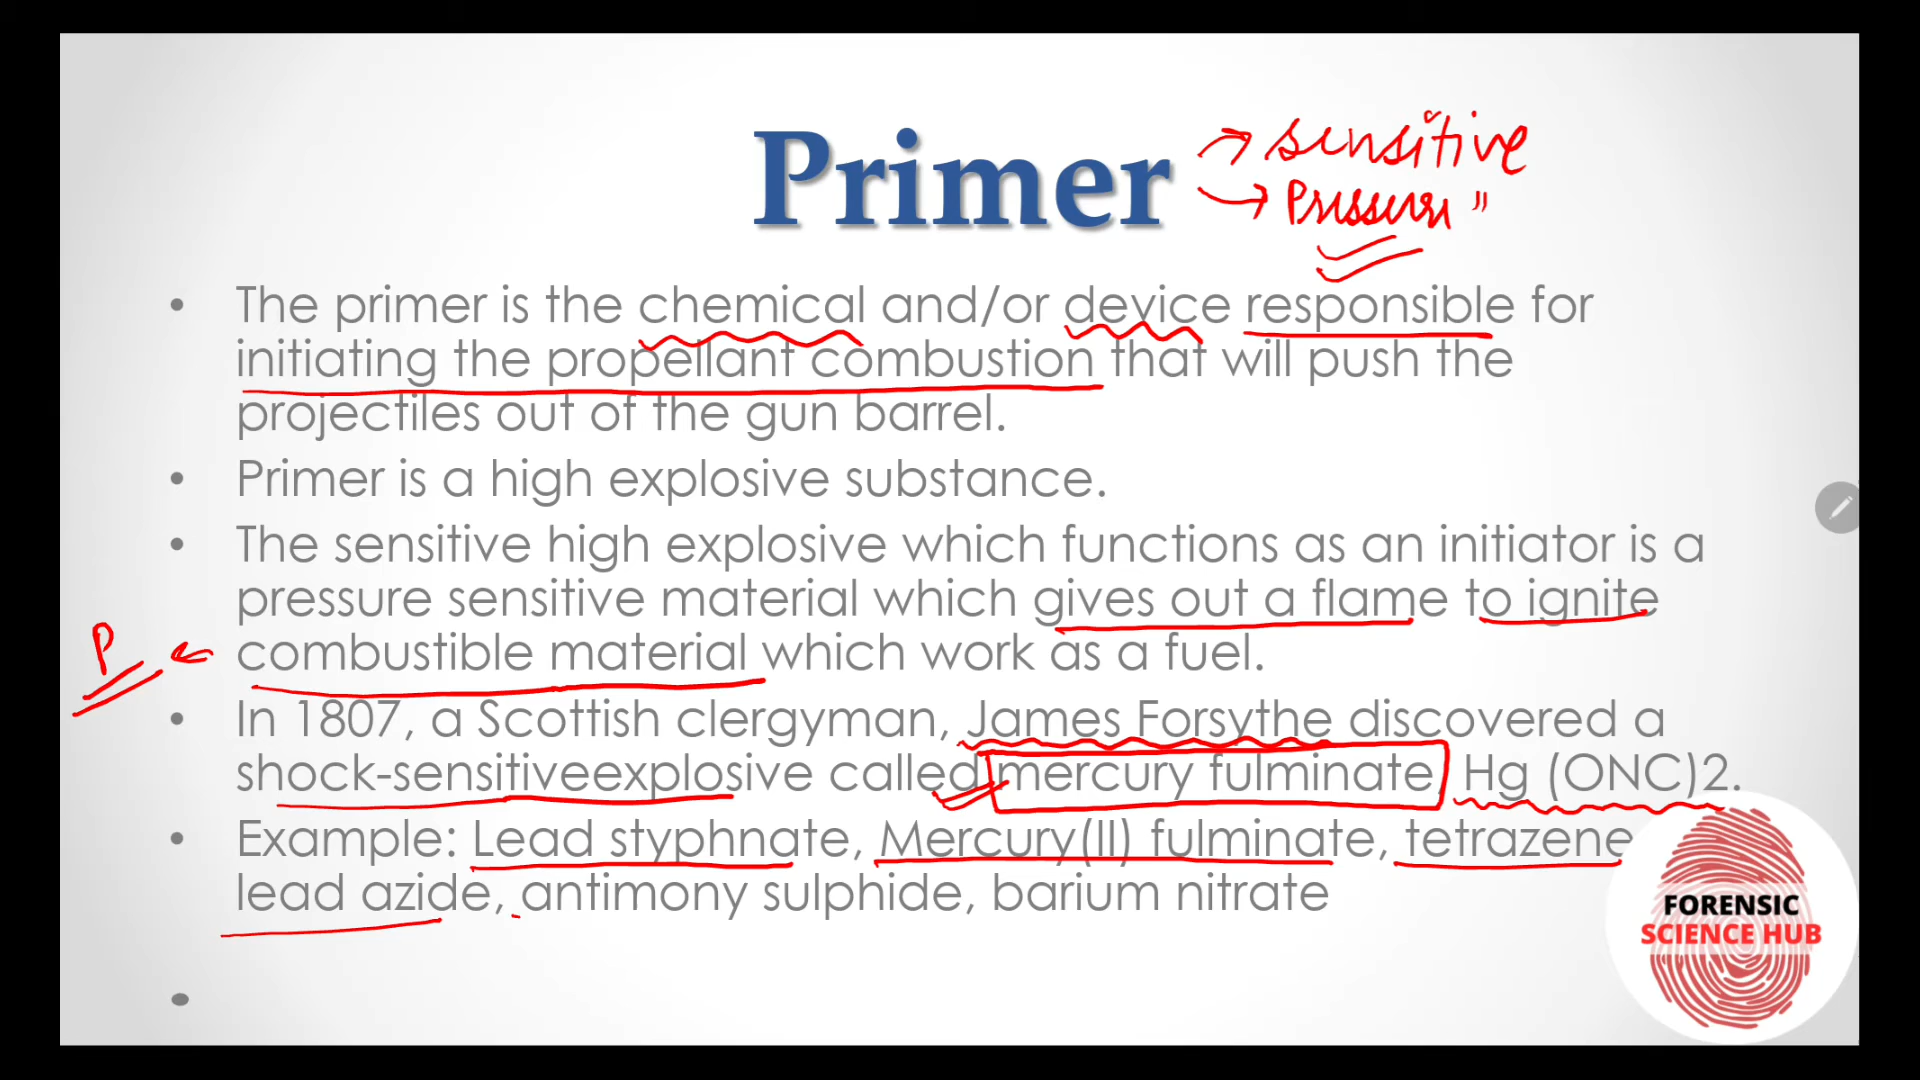 Primer
sensitive
Pressure "
• The primer is the chemical and/or device responsible for
initiating the propellant combustion that will push the
projectiles out of the gun barrel.
• Primer is a high explosive substance.
• The sensitive high explosive which functions as an initiator is a
pressure sensitive material which gives out a flame to ignite
P
combustible material which work as a fuel.
• In 1807, a Scottish clergyman, James Forsythe discovered a
shock-sensitiveexplosive called mercury fulminate, Hg (ONC)2.
• Example: Lead styphnate, Mercury(II) fulminate, tetrazene
lead azide, antimony sulphide, barium nitrate
•
FORENSIC
SCIENCE HUB